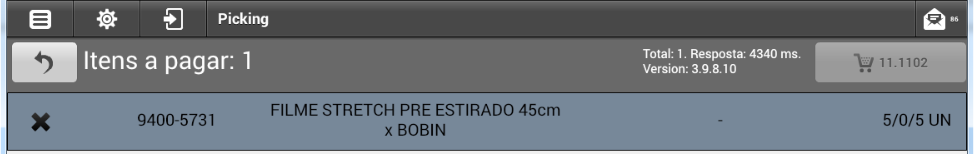 Picking
86
Itens a pagar: 1
Total: 1. Resposta: 4340 ms.
Version: 3.9.8.10
11.1102
9400-5731
FILME STRETCH PRE ESTIRADO 45cm
x BOBIN
-
5/0/5 UN